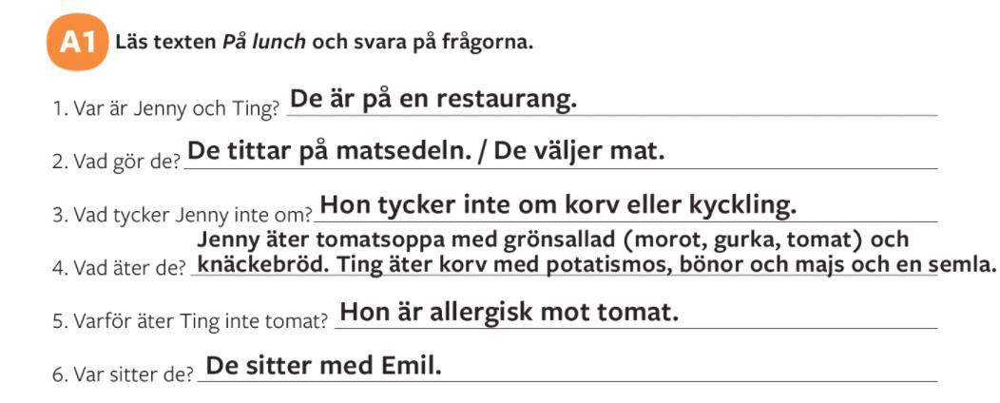 A1 Läs texten På lunch och svara på frågorna.
1. Var är Jenny och Ting? De är på en restaurang.
2. Vad gör de? De tittar på matsedeln. / De väljer mat.
3. Vad tycker Jenny inte om? Hon tycker inte om korv eller kyckling.
Jenny äter tomatsoppa med grönsallad (morot, gurka, tomat) och
4. Vad äter de? knäckebröd. Ting äter korv med potatismos, bönor och majs och en semla.
5. Varför äter Ting inte tomat? Hon är allergisk mot tomat.
6. Var sitter de? De sitter med Emil.